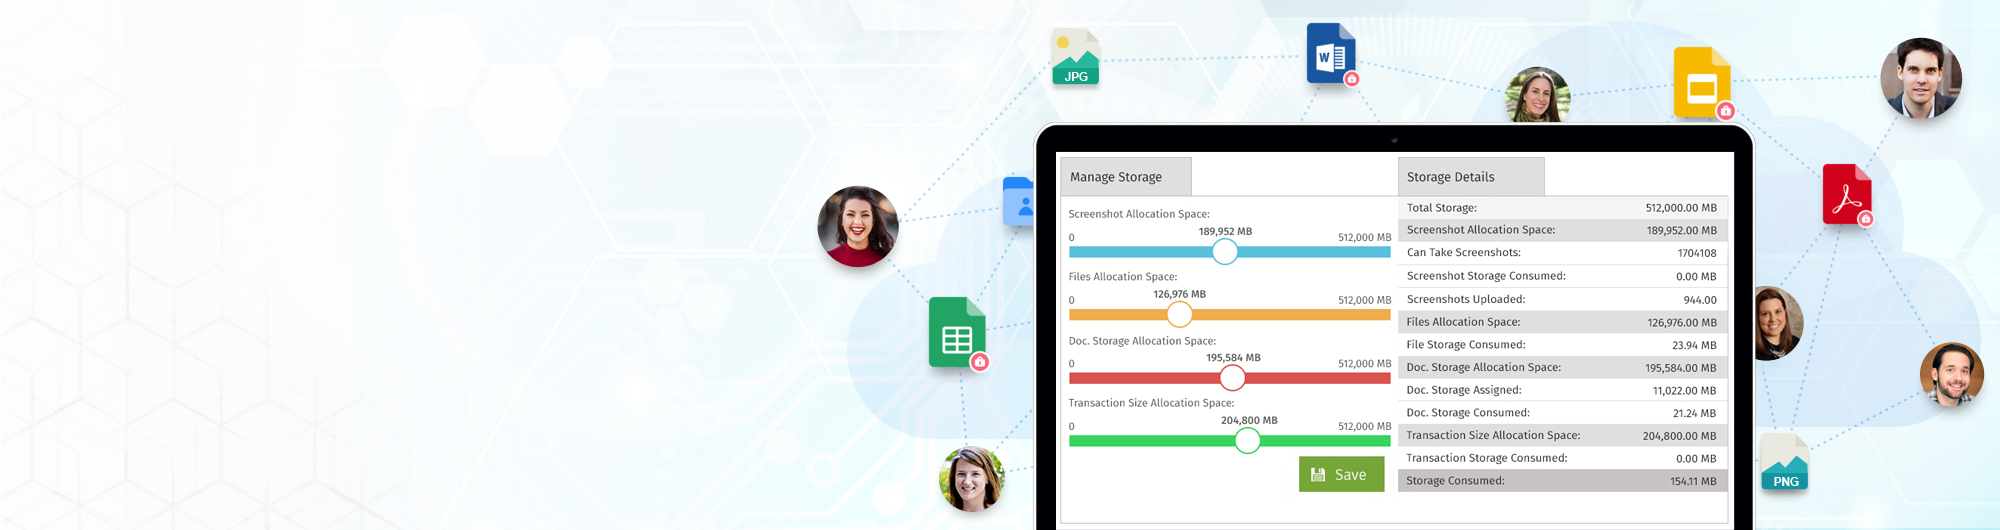 JPG
W
Manage Storage
Screenshot Allocation Space:
189,952 MB
0 512,000 MB
Files Allocation Space:
126,976 MB
0 512,000 MB
Doc. Storage Allocation Space:
195,584 MB
0 512,000 MB
Transaction Size Allocation Space:
204,800 MB
0 512,000 MB
Save
Storage Details
Total Storage: 512,000.00 MB
Screenshot Allocation Space: 189,952.00 MB
Can Take Screenshots: 1704108
Screenshot Storage Consumed: 0.00 MB
Screenshots Uploaded: 944.00
Files Allocation Space: 126,976.00 MB
File Storage Consumed: 23.94 MB
Doc. Storage Allocation Space: 195,584.00 MB
Doc. Storage Assigned: 11,022.00 MB
Doc. Storage Consumed: 21.24 MB
Transaction Size Allocation Space: 204,800.00 MB
Transaction Storage Consumed: 0.00 MB
Storage Consumed: 154.11 MB
PNG